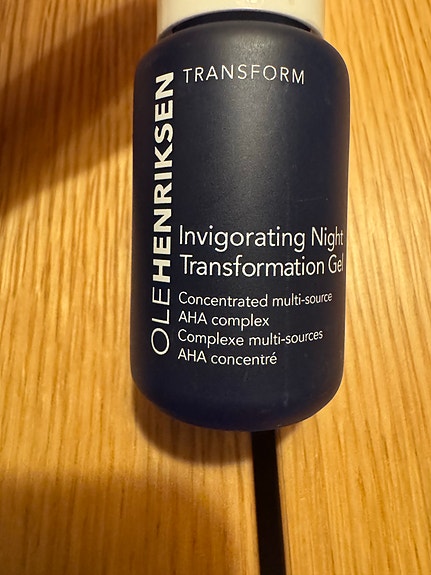 TRANSFORM
OLEHENRIKSEN
Invigorating Night
Transformation Gel
Concentrated multi-source
AHA complex
Complexe multi-sources
AHA concentré